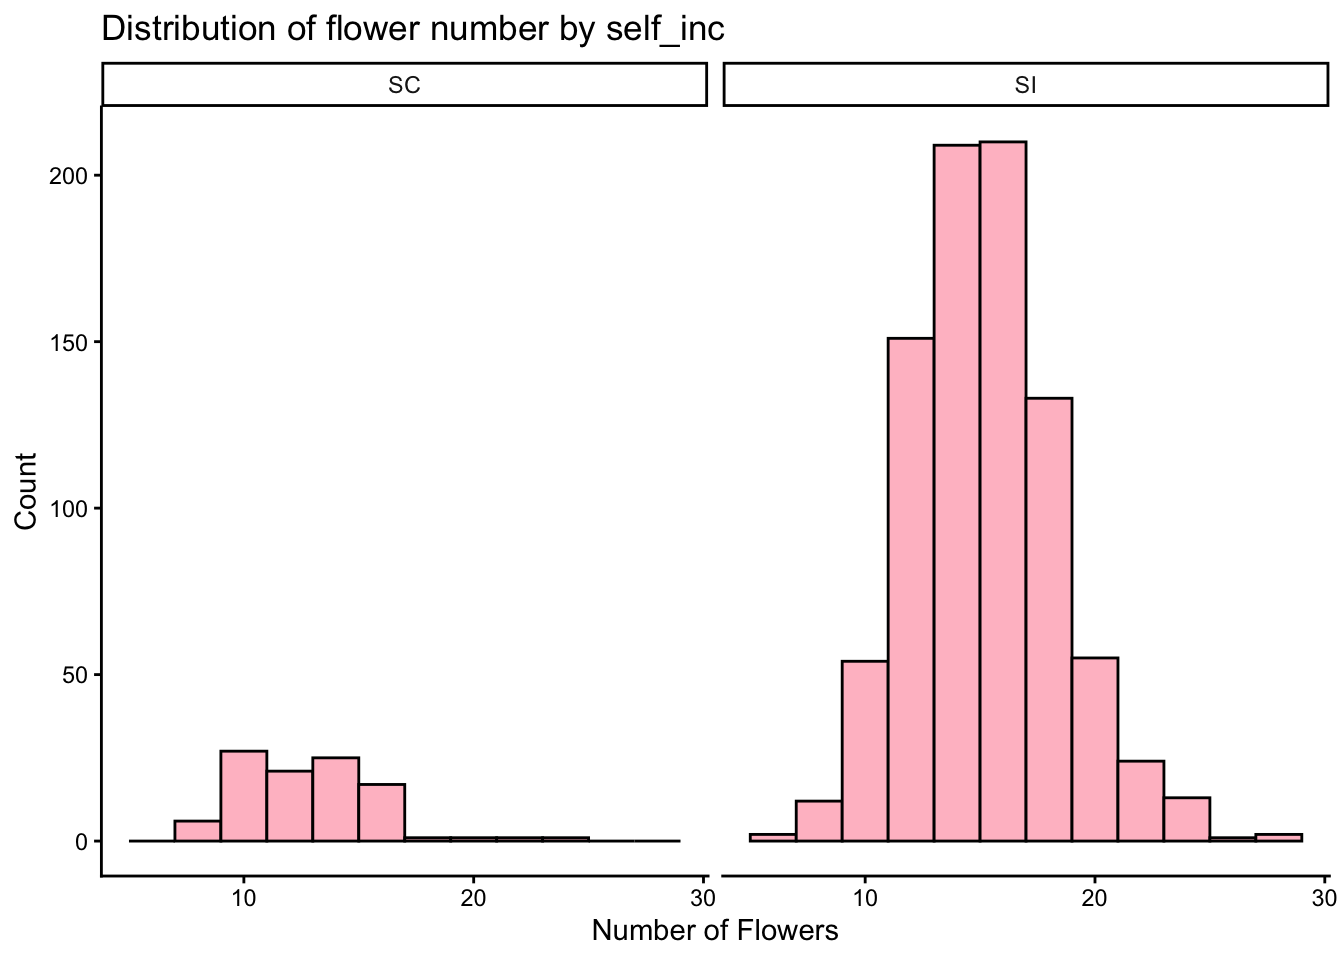 Distribution of flower number by self_inc
SC
SI
Count
200
150
100
50
0
10 20 30
10 20 30
Number of Flowers